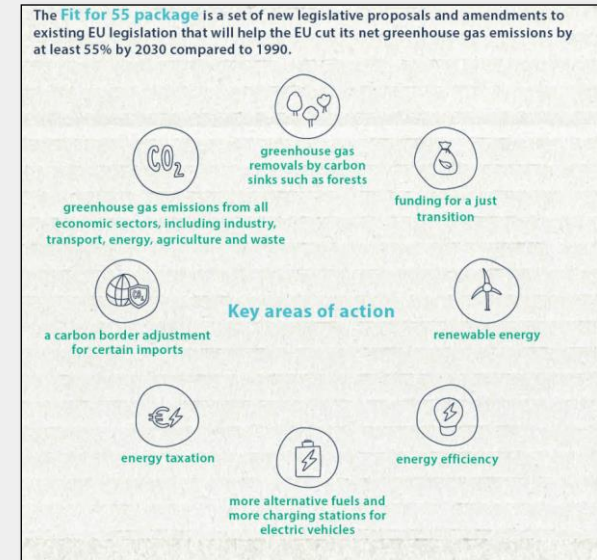 The Fit for 55 package is a set of new legislative proposals and amendments to
existing EU legislation that will help the EU cut its net greenhouse gas emissions by
at least 55% by 2030 compared to 1990.
greenhouse gas
removals by carbon
sinks such as forests
CO2
greenhouse gas emissions from all
economic sectors, including industry,
transport, energy, agriculture and waste
funding for a just
transition
CO2
a carbon border adjustment
for certain imports
Key areas of action
renewable energy
€
energy taxation
energy efficiency
more alternative fuels and
more charging stations for
electric vehicles